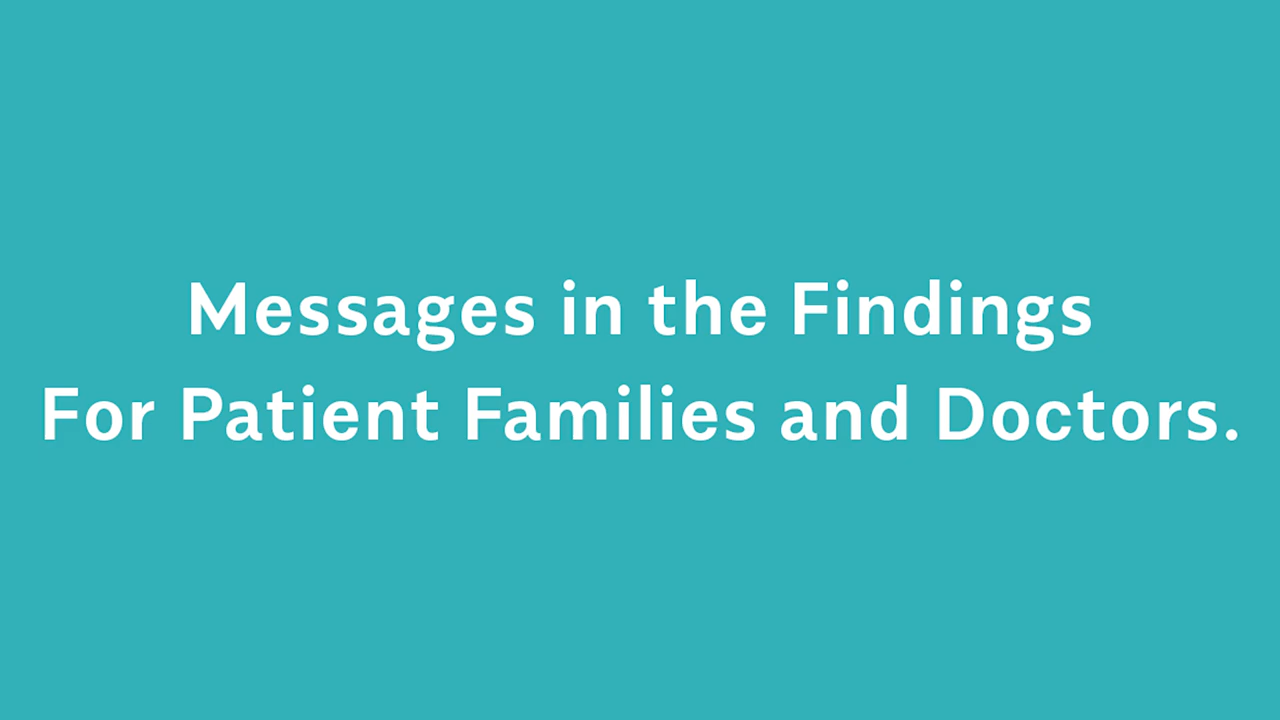 Messages in the Findings
For Patient Families and Doctors.